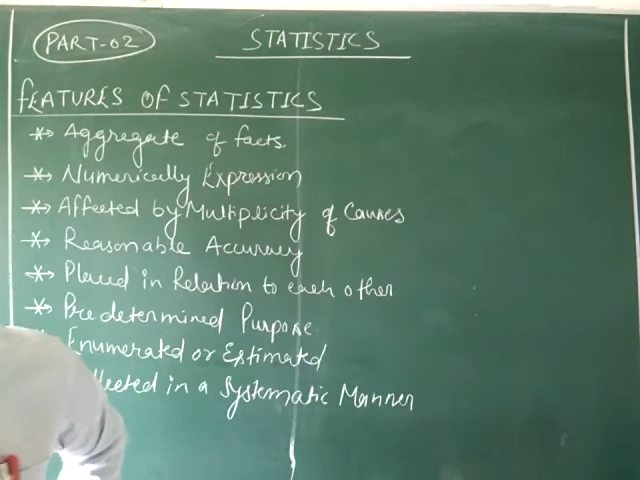 PART-02
STATISTICS
FEATURES OF STATISTICS
* Aggregate of facts.
* Numerically Expression
* Affected by Multiplicity of Causes
* Reasonable Accuracy
* Placed in Relation to each other
* Predetermined Purpose
* Enumerated or Estimated
llected in a Systematic Manner